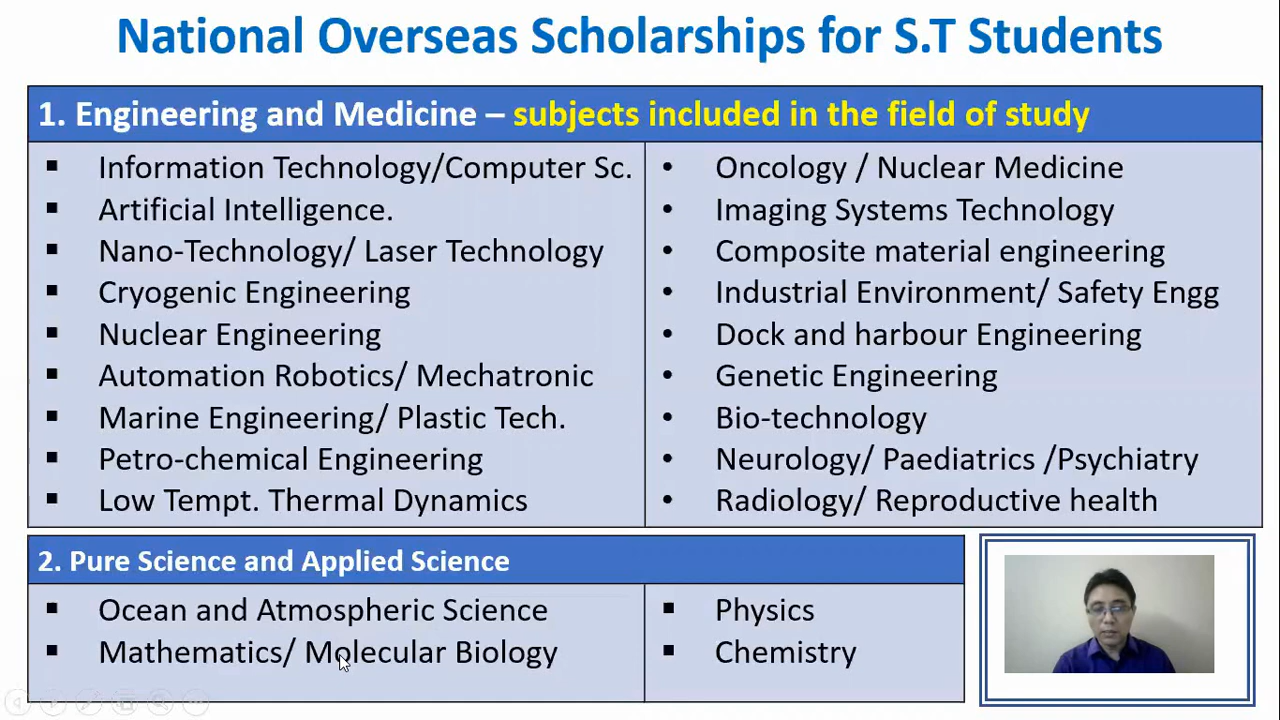 National Overseas Scholarships for S.T Students
1. Engineering and Medicine – subjects included in the field of study
Information Technology/Computer Sc.
Artificial Intelligence.
Nano-Technology/ Laser Technology
Cryogenic Engineering
Nuclear Engineering
Automation Robotics/ Mechatronic
Marine Engineering/ Plastic Tech.
Petro-chemical Engineering
Low Tempt. Thermal Dynamics
Oncology / Nuclear Medicine
Imaging Systems Technology
Composite material engineering
Industrial Environment/ Safety Engg
Dock and harbour Engineering
Genetic Engineering
Bio-technology
Neurology/ Paediatrics /Psychiatry
Radiology/ Reproductive health
2. Pure Science and Applied Science
Ocean and Atmospheric Science
Mathematics/ Molecular Biology
Physics
Chemistry